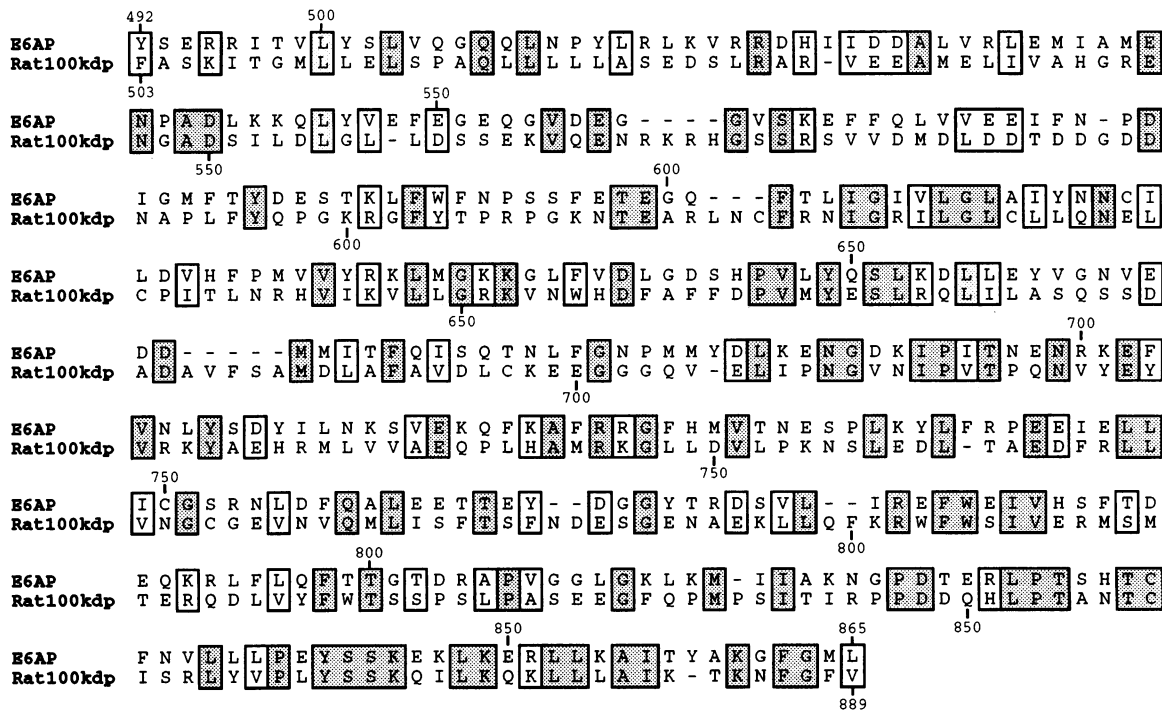 492 500
E6AP Y S E R R I T V L Y S L V Q G Q Q L N P Y L R L K V R R D H I I D D A L V R L E M I A M E
Rat100kdp F A S K I T G M L L E L S P A Q L L L L L A S E D S L R A R - V E E A M E L I V A H G R E
503 550
E6AP N P A D L K K Q L Y V E F E G E Q G V D E G - - - - G V S K E F F Q L V V E E I F N - P D
Rat100kdp N G A D S I L D L G L - L D S S E K V Q E N R K R H G S S R S V V D M D L D D T D D G D D
550 600
E6AP I G M F T Y D E S T K L F W F N P S S F E T E G Q - - - F T L I G I V L G L A I Y N N C I
Rat100kdp N A P L F Y Q P G K R G F Y T P R P G K N T E A R L N C F R N I G R I L G L C L L Q N E L
600 650
E6AP L D V H F P M V V Y R K L M G K K G L F V D L G D S H P V L Y Q S L K D L L E Y V G N V E
Rat100kdp C P I T L N R H V I K V L L G R K V N W H D F A F F D P V M Y E S L R Q L I L A S Q S S D
650 700
E6AP D D - - - - - M M I T F Q I S Q T N L F G N P M M Y D L K E N G D K I P I T N E N R K E F
Rat100kdp A D A V F S A M D L A F A V D L C K E E G G G Q V - E L I P N G V N I P V T P Q N V Y E Y
700
E6AP V N L Y S D Y I L N K S V E K Q F K A F R R G F H M V T N E S P L K Y L F R P E E I E L L
Rat100kdp V R K Y A E H R M L V V A E Q P L H A M R K G L L D V L P K N S L E D L - T A E D F R L L
750 750
E6AP I C G S R N L D F Q A L E E T T E Y - - D G G Y T R D S V L - - I R E F W E I V H S F T D
Rat100kdp V N G C G E V N V Q M L I S F T S F N D E S G E N A E K L L Q F K R W F W S I V E R M S M
800 800
E6AP E Q K R L F L Q F T T G T D R A P V G G L G K L K M - I I A K N G P D T E R L P T S H T C
Rat100kdp T E R Q D L V Y F W T S S P S L P A S E E G F Q P M P S I T I R P P D D Q H L P T A N T C
850 865 850
E6AP F N V L L L P E Y S S K E K L K E R L L K A I T Y A K G F G M L
Rat100kdp I S R L Y V P L Y S S K Q I L K Q K L L L A I K - T K N F G F V
889